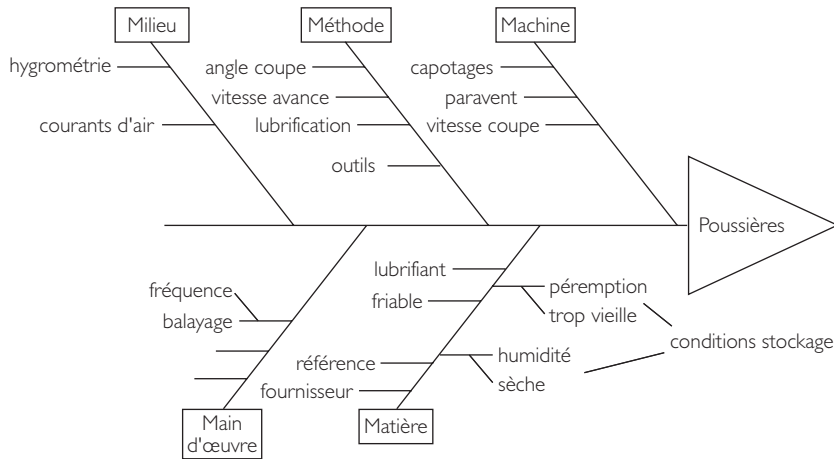 Milieu
Méthode
Machine
hygrométrie
angle coupe
capotages
vitesse avance
paravent
courants d'air
lubrification
vitesse coupe
outils
Poussières
lubrifiant
fréquence
péremption
friable
balayage
trop vieille
conditions stockage
humidité
référence
sèche
fournisseur
Main
d'œuvre
Matière